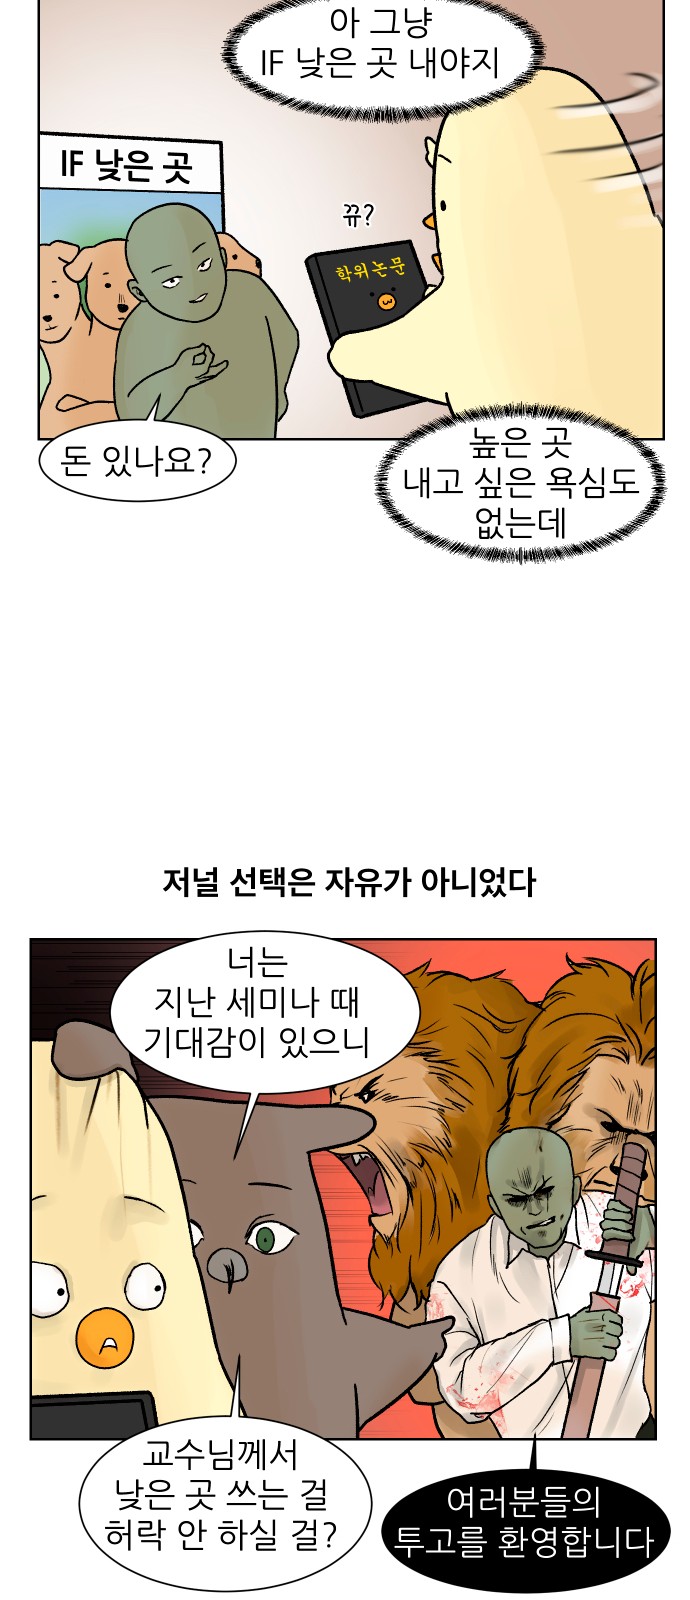 아 그냥
IF 낮은 곳 내야지
IF 낮은 곳
뀨?
학위논문
돈 있나요?
높은 곳
내고 싶은 욕심도
없는데
저널 선택은 자유가 아니었다
너는
지난 세미나 때
기대감이 있으니
교수님께서
낮은 곳 쓰는 걸
허락 안 하실 걸?
여러분들의
투고를 환영합니다